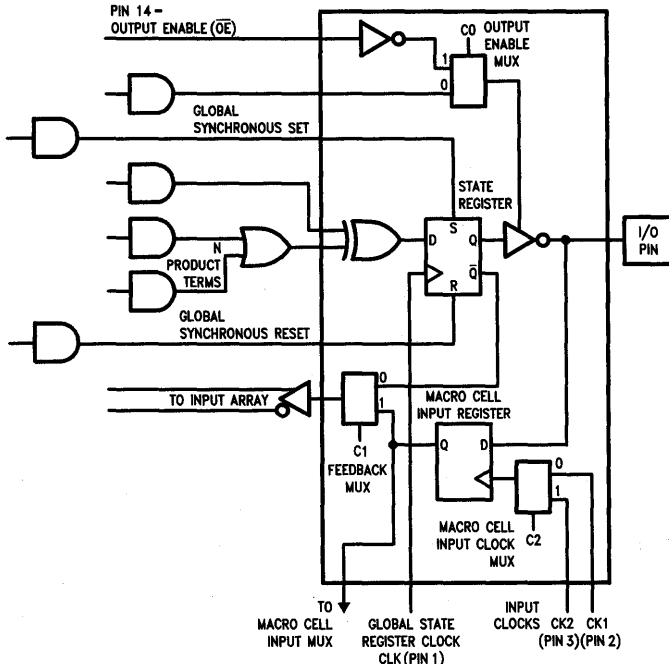 PIN 14-
OUTPUT ENABLE (OE)
C0
OUTPUT
ENABLE
MUX
1
0
GLOBAL
SYNCHRONOUS SET
STATE
REGISTER
S
D
Q
Q
R
I/O
PIN
N
PRODUCT
TERMS
GLOBAL
SYNCHRONOUS RESET
TO INPUT ARRAY
0
1
C1
FEEDBACK
MUX
MACRO CELL
INPUT REGISTER
Q
D
0
1
C2
MACRO CELL
INPUT CLOCK
MUX
TO
MACRO CELL
INPUT MUX
GLOBAL STATE
REGISTER CLOCK
CLK (PIN 1)
INPUT
CLOCKS
CK2
(PIN 3)
CK1
(PIN 2)